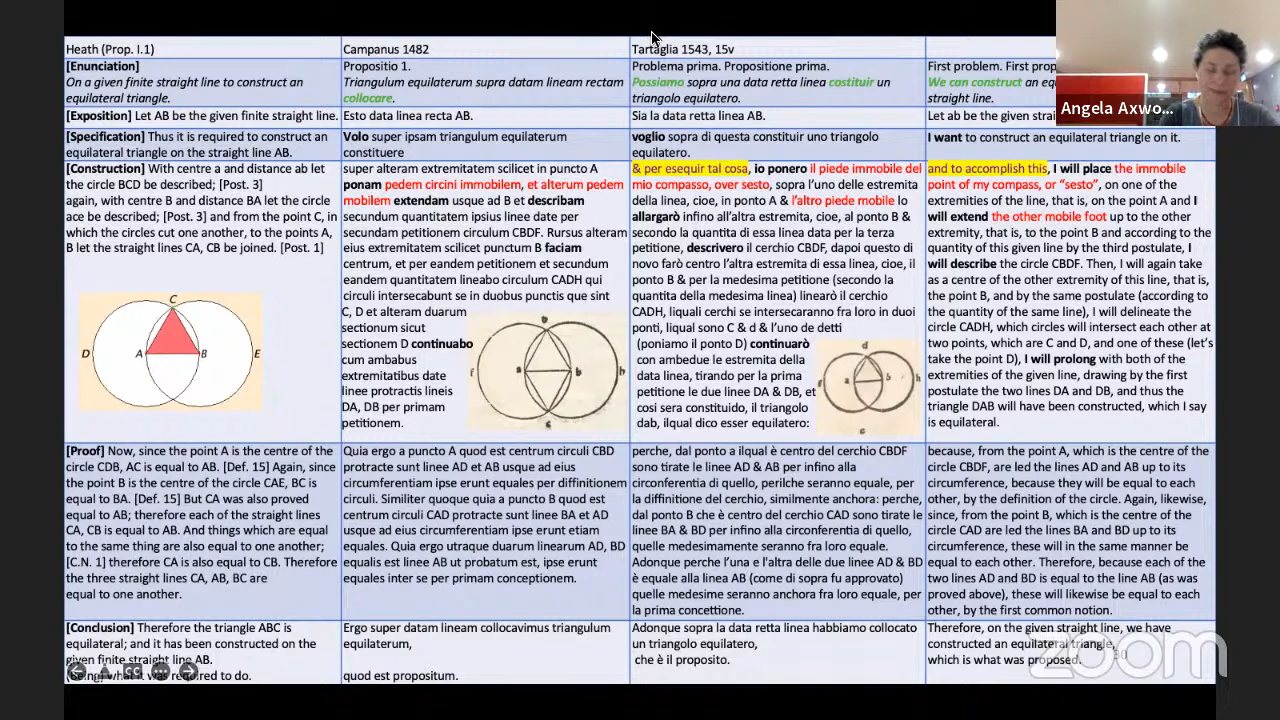 Heath (Prop. I.1)
[Enunciation]
On a given finite straight line to construct an
equilateral triangle.
[Exposition] Let AB be the given finite straight line.
[Specification] Thus it is required to construct an
equilateral triangle on the straight line AB.
[Construction] With centre a and distance ab let
the circle BCD be described; [Post. 3]
again, with centre B and distance BA let the circle
ace be described; [Post. 3] and from the point C, in
which the circles cut one another, to the points A,
B let the straight lines CA, CB be joined. [Post. 1]
C
D
A
B
E
[Proof] Now, since the point A is the centre of the
circle CDB, AC is equal to AB. [Def. 15] Again, since
the point B is the centre of the circle CAE, BC is
equal to BA. [Def. 15] But CA was also proved
equal to AB; therefore each of the straight lines
CA, CB is equal to AB. And things which are equal
to the same thing are also equal to one another;
[C.N. 1] therefore CA is also equal to CB. Therefore
the three straight lines CA, AB, BC are
equal to one another.
[Conclusion] Therefore the triangle ABC is
equilateral; and it has been constructed on the
given finite straight line AB.
(Being) what it was required to do.
Campanus 1482
Propositio 1.
Triangulum equilaterum supra datam lineam rectam
collocare.
Esto data linea recta AB.
Volo super ipsam triangulum equilaterum
constituere
super alteram extremitatem scilicet in puncto A
ponam pedem circini immobilem, et alterum pedem
mobilem extendam usque ad B et describam
secundum quantitatem ipsius linee date per
secundam petitionem circulum CBDF. Rursus alteram
eius extremitatem scilicet punctum B faciam
centrum, et per eandem petitionem et secundum
eandem quantitatem lineabo circulum CADH qui
circuli intersecabunt se in duobus punctis que sint
C, D et alteram duarum
sectionum sicut
sectionem D continuabo
cum ambabus
extremitatibus date
linee protractis lineis
DA, DB per primam
petitionem.
Quia ergo a puncto A quod est centrum circuli CBD
protracte sunt linee AD et AB usque ad eius
circumferentiam ipse erunt equales per diffinitionem
circuli. Similiter quoque quia a puncto B quod est
centrum circuli CAD protracte sunt linee BA et AD
usque ad eius circumferentiam ipse erunt etiam
equales. Quia ergo utraque duarum linearum AD, BD
equalis est linee AB ut probatum est, ipse erunt
equales inter se per primam conceptionem.
Ergo super datam lineam collocavimus triangulum
equilaterum,
quod est propositum.
Tartaglia 1543, 15v
Problema prima. Propositione prima.
Possiamo sopra una data retta linea costituir un
triangolo equilatero.
Sia la data retta linea AB.
voglio sopra di questa constituir uno triangolo
equilatero.
& per esequir tal cosa, io ponero il piede immobile del
mio compasso, over sesto, sopra l'uno delle estremita
della linea, cioe, in ponto A & l'altro piede mobile lo
allargarò infino all'altra estremita, cioe, al ponto B &
secondo la quantita di essa linea data per la terza
petitione, descrivero il cerchio CBDF, dapoi questo di
novo farò centro l'altra estremita di essa linea, cioe, il
ponto B & per la medesima petitione (secondo la
quantita della medesima linea) linearò il cerchio
CADH, liquali cerchi se intersecaranno fra loro in duoi
ponti, liqual sono C & d & l'uno de detti
(poniamo il ponto D) continuarò
con ambedue le estremita della
data linea, tirando per la prima
petitione le due linee DA & DB, et
cosi sera constituido, il triangolo
dab, ilqual dico esser equilatero:
perche, dal ponto a ilqual è centro del cerchio CBDF
sono tirate le linee AD & AB per infino alla
circonferentia di quello, perilche seranno equale, per
la diffinitione del cerchio, similmente anchora: perche,
dal ponto B che è centro del cerchio CAD sono tirate le
linee BA & BD per infino alla circonferentia di quello,
quelle medesimamente seranno fra loro equale.
Adonque perche l'una e l'altra delle due linee AD & BD
è equale alla linea AB (come di sopra fu approvato)
quelle medesime seranno anchora fra loro equale, per
la prima concettione.
Adonque sopra la data retta linea habbiamo collocato
un triangolo equilatero,
che è il proposito.
First problem. First prop
We can construct an eq
straight line.
Let ab be the given strai
I want to construct an equilateral triangle on it.
and to accomplish this, I will place the immobile
point of my compass, or "sesto", on one of the
extremities of the line, that is, on the point A and I
will extend the other mobile foot up to the other
extremity, that is, to the point B and according to the
quantity of this given line by the third postulate, I
will describe the circle CBDF. Then, I will again take
as a centre of the other extremity of this line, that is,
the point B, and by the same postulate (according to
the quantity of the same line), I will delineate the
circle CADH, which circles will intersect each other at
two points, which are C and D, and one of these (let's
take the point D), I will prolong with both of the
extremities of the given line, drawing by the first
postulate the two lines DA and DB, and thus the
triangle DAB will have been constructed, which I say
is equilateral.
because, from the point A, which is the centre of the
circle CBDF, are led the lines AD and AB up to its
circumference, because they will be equal to each
other, by the definition of the circle. Again, likewise,
since, from the point B, which is the centre of the
circle CAD are led the lines BA and BD up to its
circumference, these will in the same manner be
equal to each other. Therefore, because each of the
two lines AD and BD is equal to the line AB (as was
proved above), these will likewise be equal to each
other, by the first common notion.
Therefore, on the given straight line, we have
constructed an equilateral triangle,
which is what was proposed.
Angela Axwo...
zoom